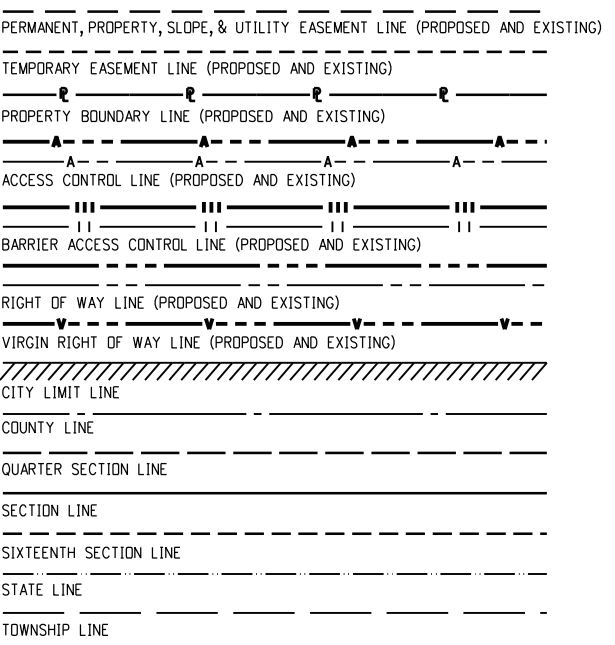 PERMANENT, PROPERTY, SLOPE, & UTILITY EASEMENT LINE (PROPOSED AND EXISTING)
TEMPORARY EASEMENT LINE (PROPOSED AND EXISTING)
℄ ℄ ℄ ℄
PROPERTY BOUNDARY LINE (PROPOSED AND EXISTING)
A A A A
A A A A
ACCESS CONTROL LINE (PROPOSED AND EXISTING)
BARRIER ACCESS CONTROL LINE (PROPOSED AND EXISTING)
RIGHT OF WAY LINE (PROPOSED AND EXISTING)
V V V V
VIRGIN RIGHT OF WAY LINE (PROPOSED AND EXISTING)
CITY LIMIT LINE
COUNTY LINE
QUARTER SECTION LINE
SECTION LINE
SIXTEENTH SECTION LINE
STATE LINE
TOWNSHIP LINE